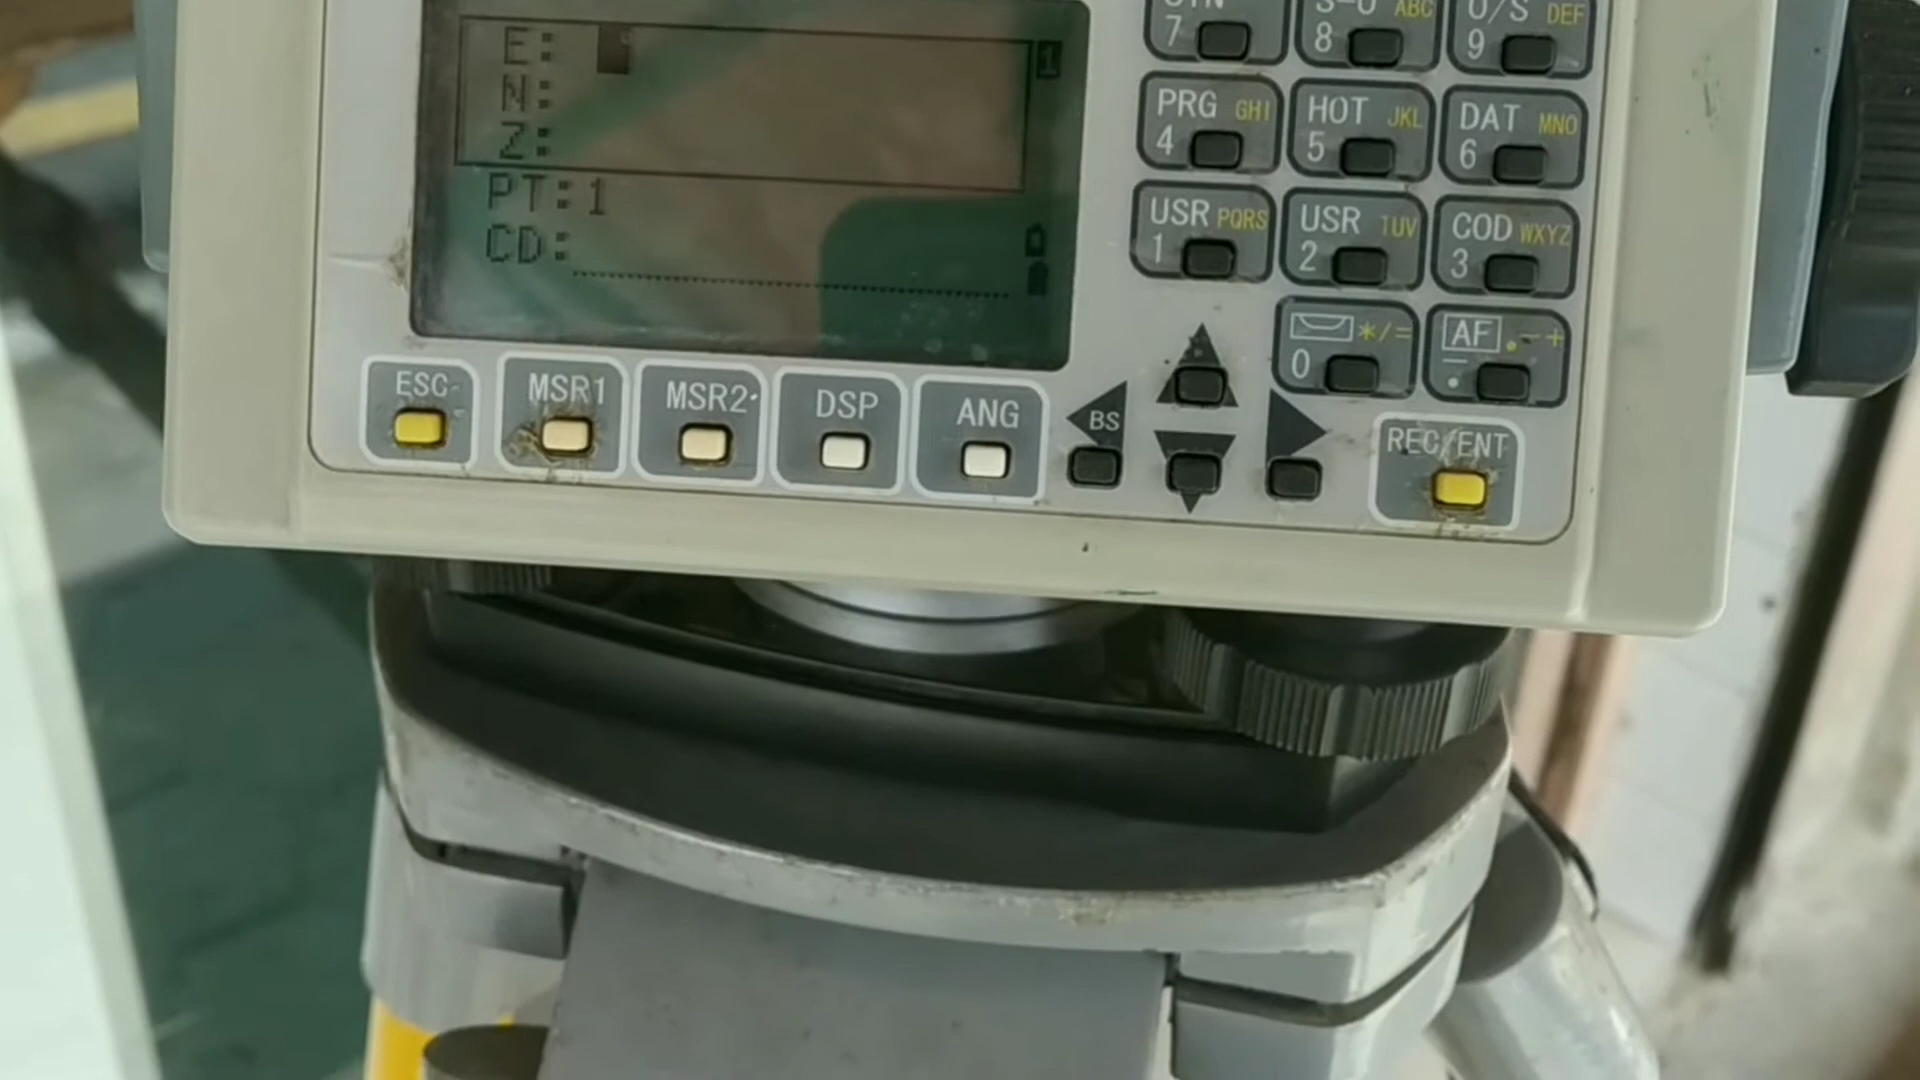 E:
1
N:
Z:
PT:1
CD:
7
S-O ABC
8
O/S DEF
9
PRG GHI
4
HOT JKL
5
DAT MNO
6
USR PQRS
1
USR TUV
2
COD WXYZ
3
*/=
0
AF .-+
ESC
MSR1
MSR2
DSP
ANG
BS
REC/ENT